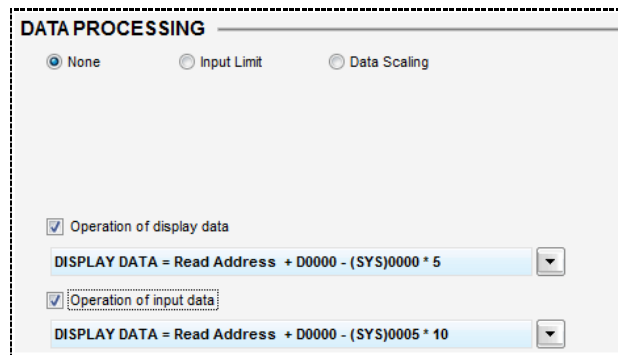 DATA PROCESSING
None Input Limit Data Scaling
Operation of display data
DISPLAY DATA = Read Address + D0000 - (SYS)0000 * 5
Operation of input data
DISPLAY DATA = Read Address + D0000 - (SYS)0005 * 10